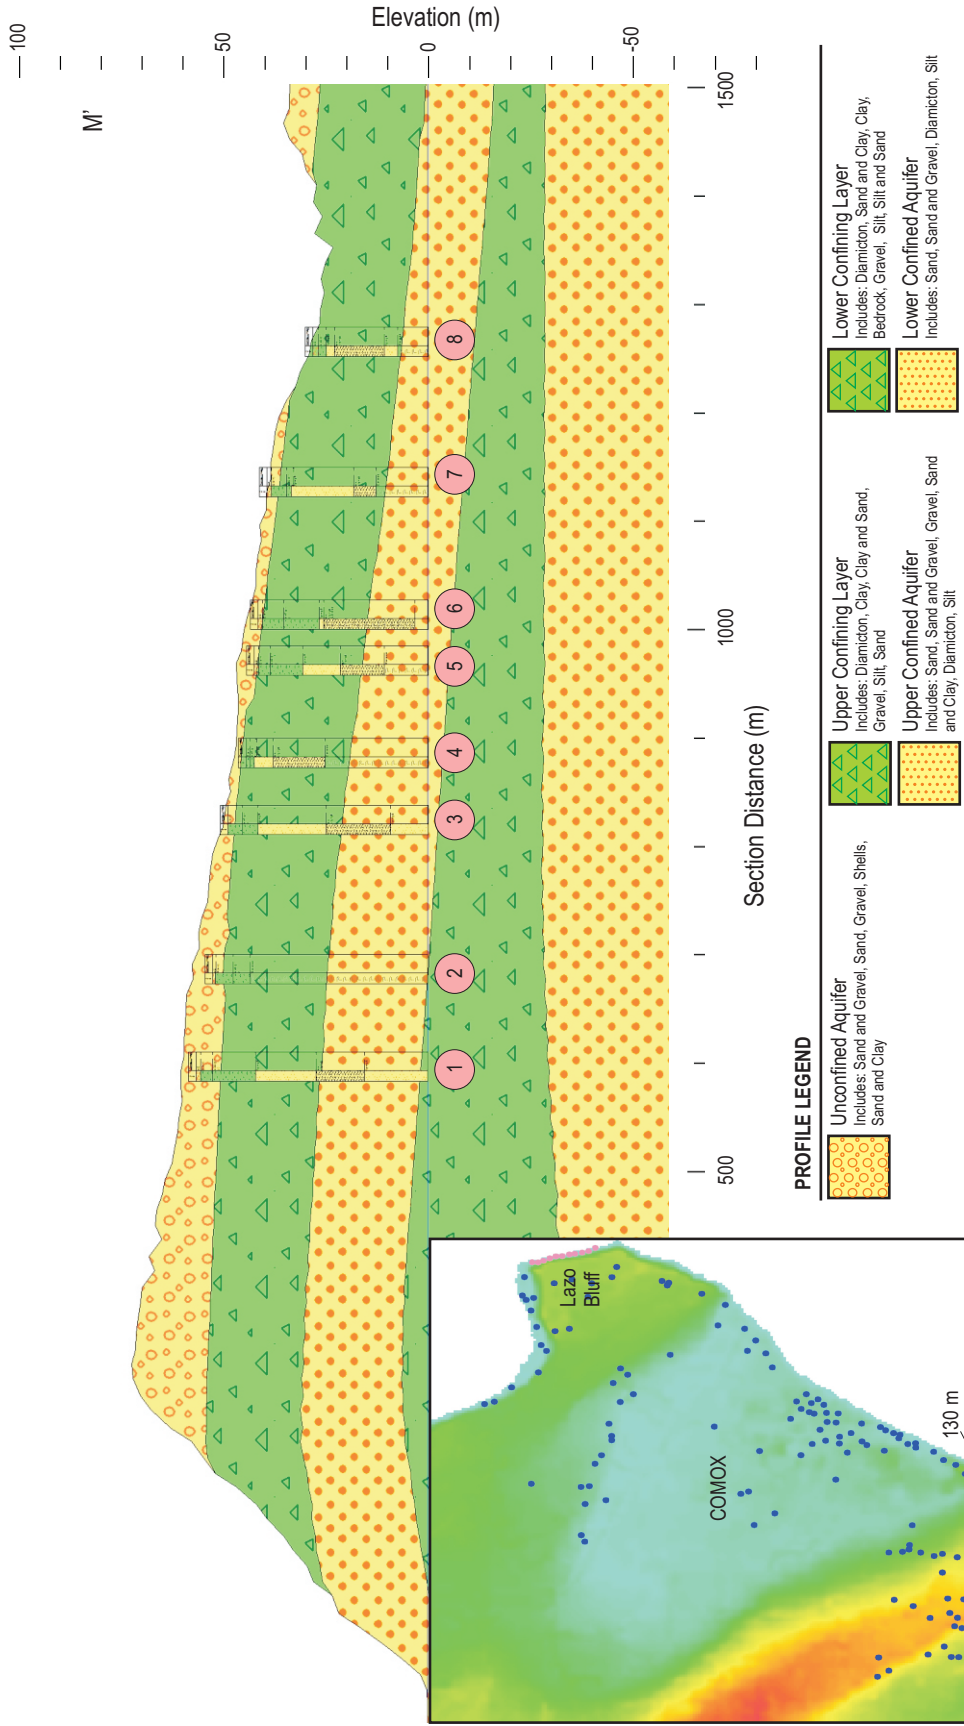 Elevation (m)
100
50
0
-50
M'
1
2
3
4
5
6
7
8
500
1000
1500
Section Distance (m)
PROFILE LEGEND
Unconfined Aquifer
Includes: Sand and Gravel, Sand, Gravel, Shells,
Sand and Clay
Upper Confining Layer
Includes: Diamicton, Clay, Clay and Sand,
Gravel, Silt, Sand
Upper Confined Aquifer
Includes: Sand, Sand and Gravel, Gravel, Sand
and Clay, Diamicton, Silt
Lower Confining Layer
Includes: Diamicton, Sand and Clay, Clay,
Bedrock, Gravel, Silt, Silt and Sand
Lower Confined Aquifer
Includes: Sand, Sand and Gravel, Diamicton, Silt
Lazo
Bluff
COMOX
130 m